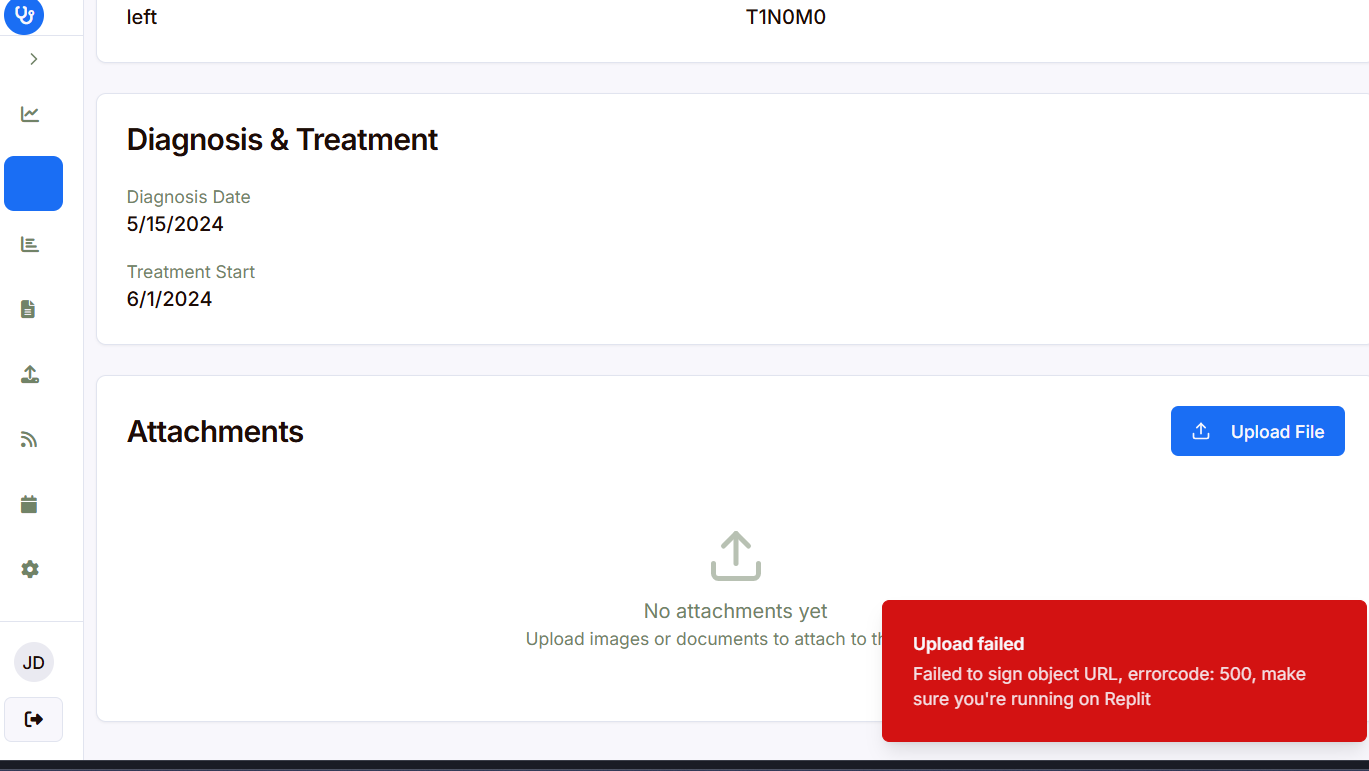 left
T1N0M0
Diagnosis & Treatment
Diagnosis Date
5/15/2024
Treatment Start
6/1/2024
Attachments
Upload File
No attachments yet
Upload images or documents to attach to
Upload failed
Failed to sign object URL, errorcode: 500, make
sure you're running on Replit
JD